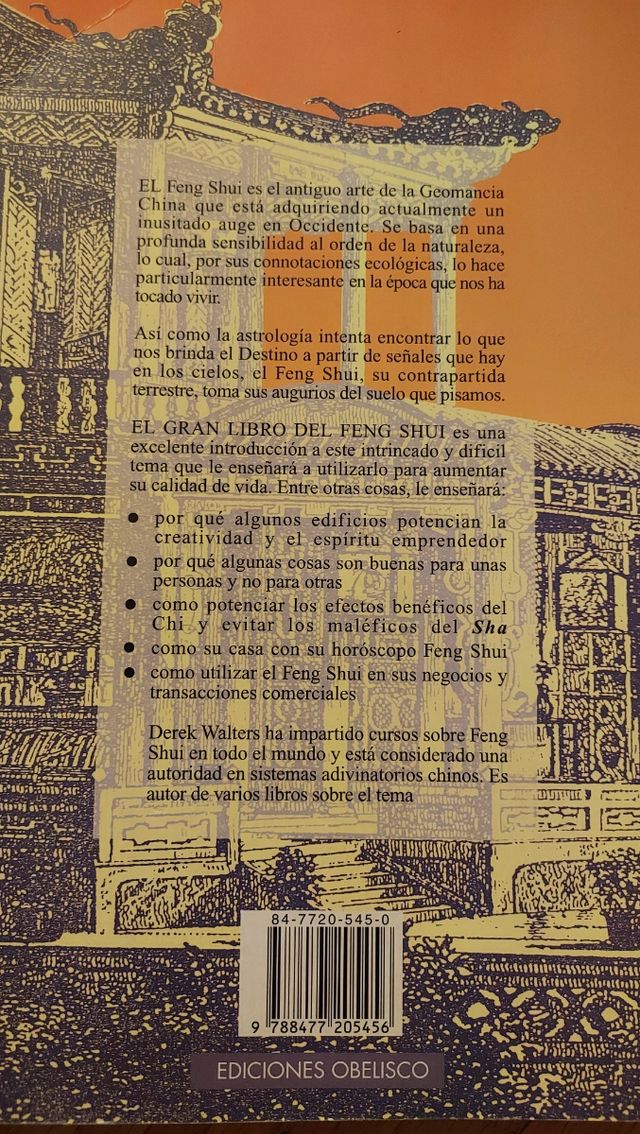 EL Feng Shui es el antiguo arte de la Geomancia
China que está adquiriendo actualmente un
inusitado auge en Occidente. Se basa en una
profunda sensibilidad al orden de la naturaleza,
lo cual, por sus connotaciones ecológicas, lo hace
particularmente interesante en la época que nos ha
tocado vivir.
Así como la astrología intenta encontrar lo que
nos brinda el Destino a partir de señales que hay
en los cielos, el Feng Shui, su contrapartida
terrestre, toma sus augurios del suelo que pisamos.
EL GRAN LIBRO DEL FENG SHUI es una
excelente introducción a este intrincado y dificil
tema que le enseñará a utilizarlo para aumentar
su calidad de vida. Entre otras cosas, le enseñará:
● por qué algunos edificios potencian la
creatividad y el espíritu emprendedor
● por qué algunas cosas son buenas para unas
personas y no para otras
● como potenciar los efectos benéficos del
Chi y evitar los maléficos del Sha
● como su casa con su horóscopo Feng Shui
● como utilizar el Feng Shui en sus negocios y
transacciones comerciales
Derek Walters ha impartido cursos sobre Feng
Shui en todo el mundo y está considerado una
autoridad en sistemas adivinatorios chinos. Es
autor de varios libros sobre el tema
84-7720-545-0
9 788477 205456
EDICIONES OBELISCO